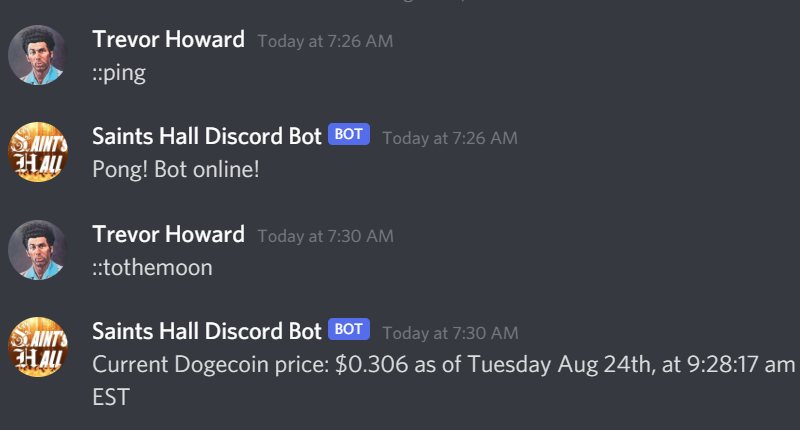 Trevor Howard Today at 7:26 AM
::ping
Saints Hall Discord Bot BOT Today at 7:26 AM
SAINT'S
HALL
Pong! Bot online!
Trevor Howard Today at 7:30 AM
::tothemoon
Saints Hall Discord Bot BOT Today at 7:30 AM
SAINT'S
HALL
Current Dogecoin price: $0.306 as of Tuesday Aug 24th, at 9:28:17 am
EST